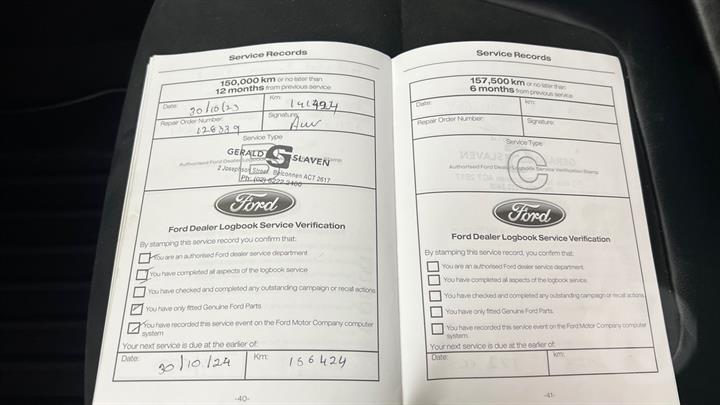 Service Records
150,000 km or no later than
12 months from previous service
Date: 30/10/23
Km:
Repair Order Number: 128339
Signature:
Service Type
GERALD SLAVEN
Authorised Ford Dealer Logbook Stamp
2 Josephson Street Belconnen ACT 2617
Ph: (02)
Ford
Ford Dealer Logbook Service Verification
By stamping this service record you confirm that:
You are an authorised Ford dealer service department
You have completed all aspects of the logbook service
You have checked and completed any outstanding campaign or recall actions
You have only fitted Genuine Ford Parts
You have recorded this service event on the Ford Motor Company computer
system
Your next service is due at the earlier of:
Date: 30/10/24
Km: 156424
-40-
Service Records
157,500 km or no later than
6 months from previous service
Date:
km:
Repair Order Number:
Signature:
Service Type
C
Authorised Ford Dealer Logbook Service Verification Stamp
Ford
Ford Dealer Logbook Service Verification
By stamping this service record, you confirm that:
You are an authorised Ford dealer service department.
You have completed all aspects of the logbook service.
You have checked and completed any outstanding campaign or recall actions.
You have only fitted Genuine Ford Parts.
You have recorded this service event on the Ford Motor Company computer
system.
Your next service is due at the earlier of:
Date:
km:
-41-